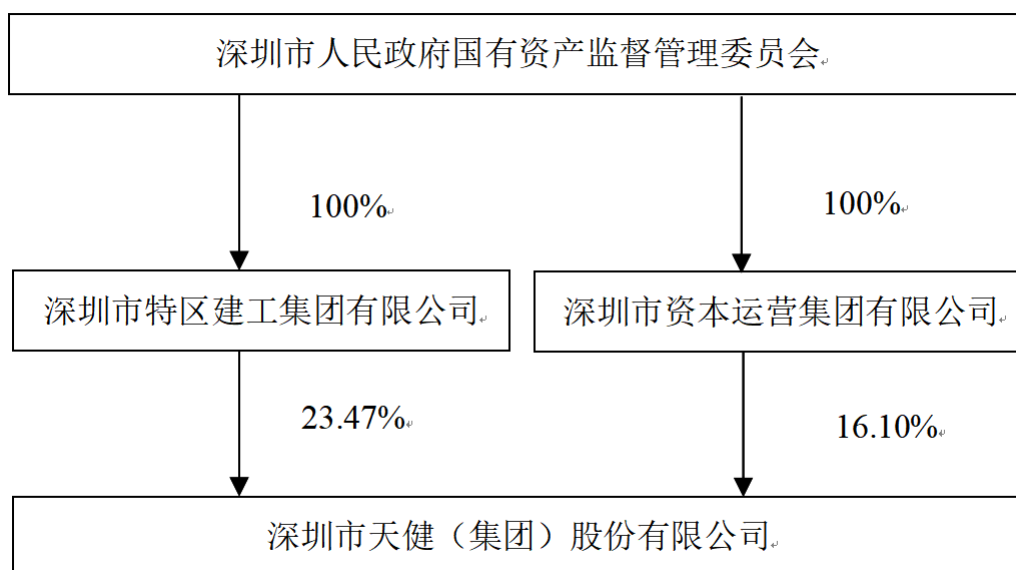 深圳市人民政府国有资产监督管理委员会
100%
100%
深圳市特区建工集团有限公司
深圳市资本运营集团有限公司
23.47%
16.10%
深圳市天健（集团）股份有限公司